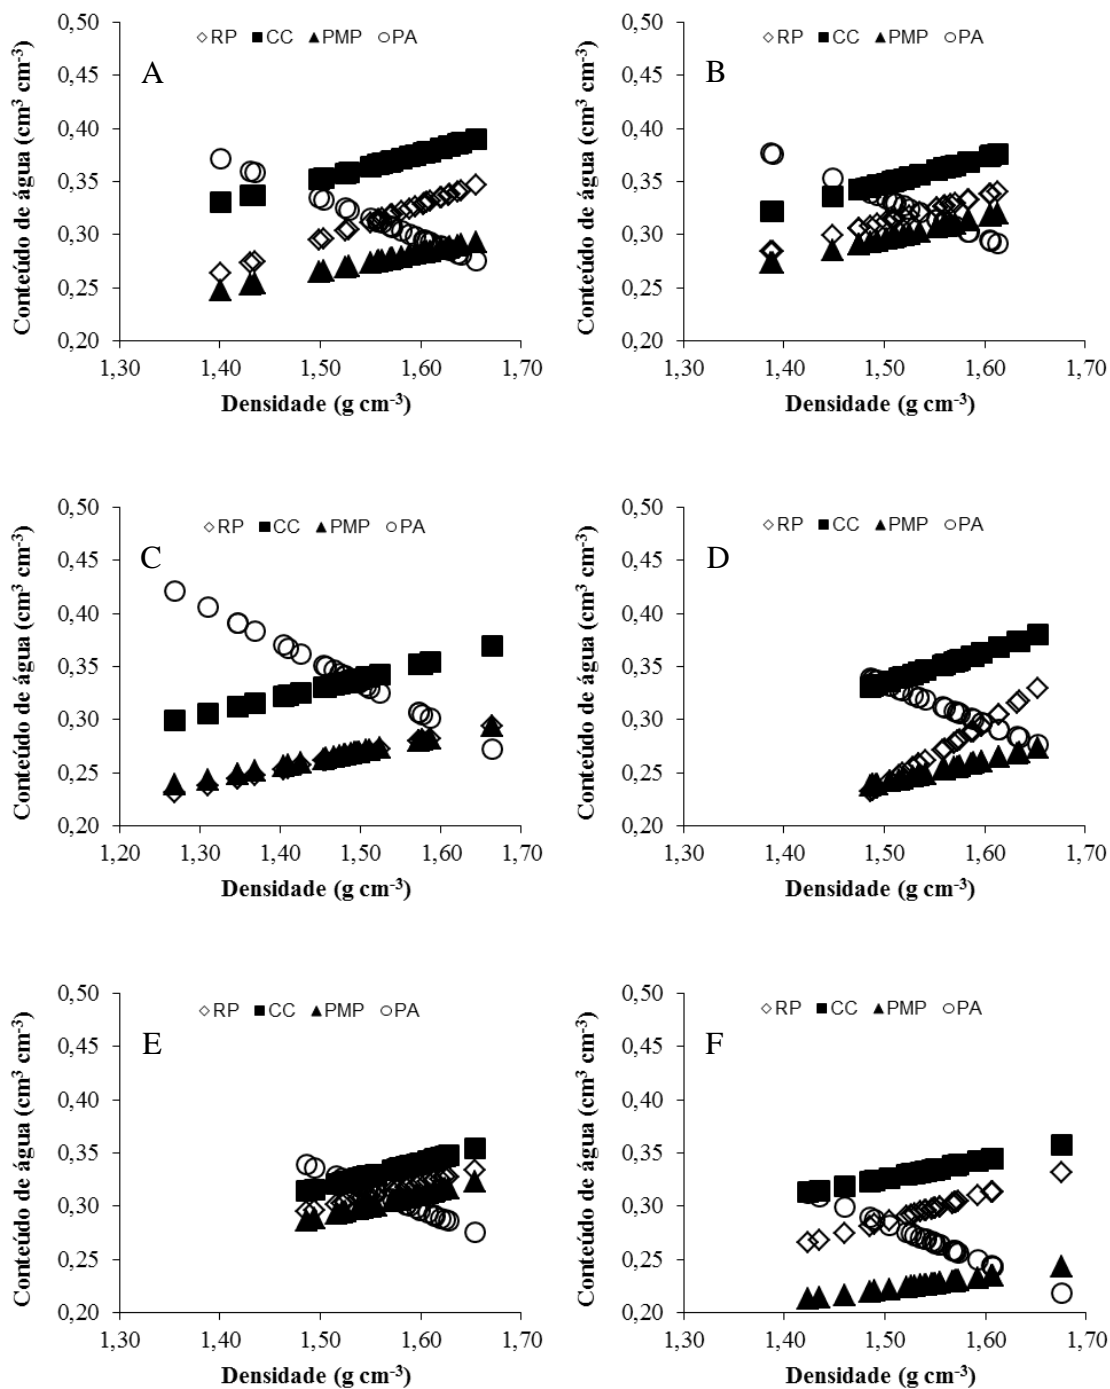 ◇RP ■CC ▲PMP ○PA
A
Conteúdo de água (cm³ cm⁻³)
0,50
0,45
0,40
0,35
0,30
0,25
0,20
1,30 1,40 1,50 1,60 1,70
Densidade (g cm⁻³)
◇RP ■CC ▲PMP ○PA
B
Conteúdo de água (cm³ cm⁻³)
0,50
0,45
0,40
0,35
0,30
0,25
0,20
1,30 1,40 1,50 1,60 1,70
Densidade (g cm⁻³)
◇RP ■CC ▲PMP ○PA
C
Conteúdo de água (cm³ cm⁻³)
0,50
0,45
0,40
0,35
0,30
0,25
0,20
1,20 1,30 1,40 1,50 1,60 1,70
Densidade (g cm⁻³)
◇RP ■CC ▲PMP ○PA
D
Conteúdo de água (cm³ cm⁻³)
0,50
0,45
0,40
0,35
0,30
0,25
0,20
1,30 1,40 1,50 1,60 1,70
Densidade (g cm⁻³)
◇RP ■CC ▲PMP ○PA
E
Conteúdo de água (cm³ cm⁻³)
0,50
0,45
0,40
0,35
0,30
0,25
0,20
1,30 1,40 1,50 1,60 1,70
Densidade (g cm⁻³)
◇RP ■CC ▲PMP ○PA
F
Conteúdo de água (cm³ cm⁻³)
0,50
0,45
0,40
0,35
0,30
0,25
0,20
1,30 1,40 1,50 1,60 1,70
Densidade (g cm⁻³)